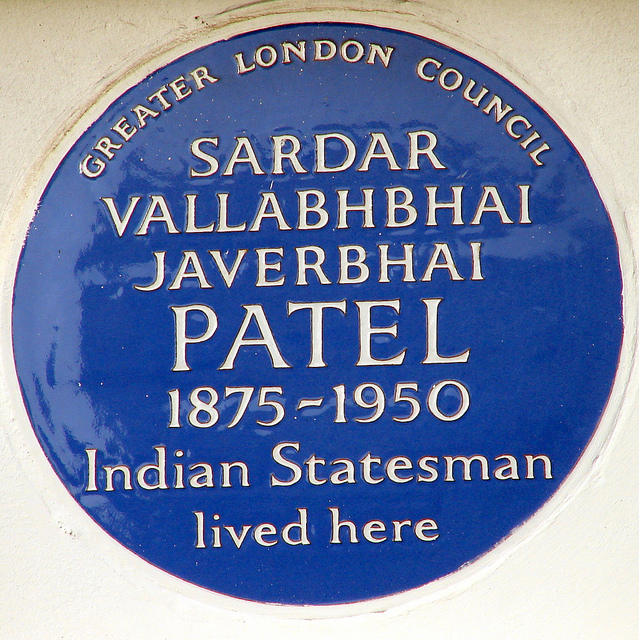 GREATER LONDON COUNCIL
SARDAR
VALLABHBHAI
JAVERBHAI
PATEL
1875~1950
Indian Statesman
lived here